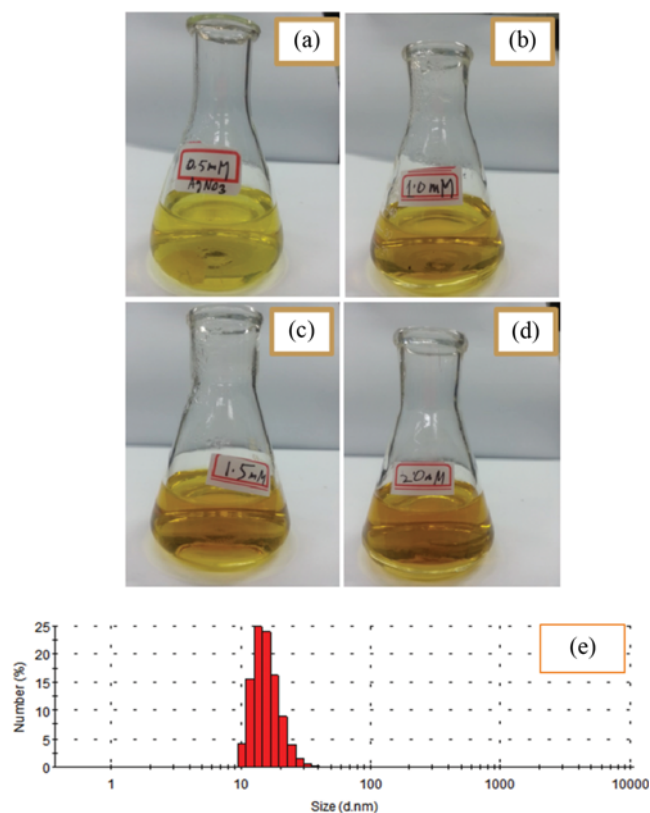 (a)
0.5mM
AgNO3
(b)
1.0mM
(c)
1.5mM
(d)
2.0mM
(e)
Number (%)
25
20
15
10
5
0
1
10
100
1000
10000
Size (d.nm)